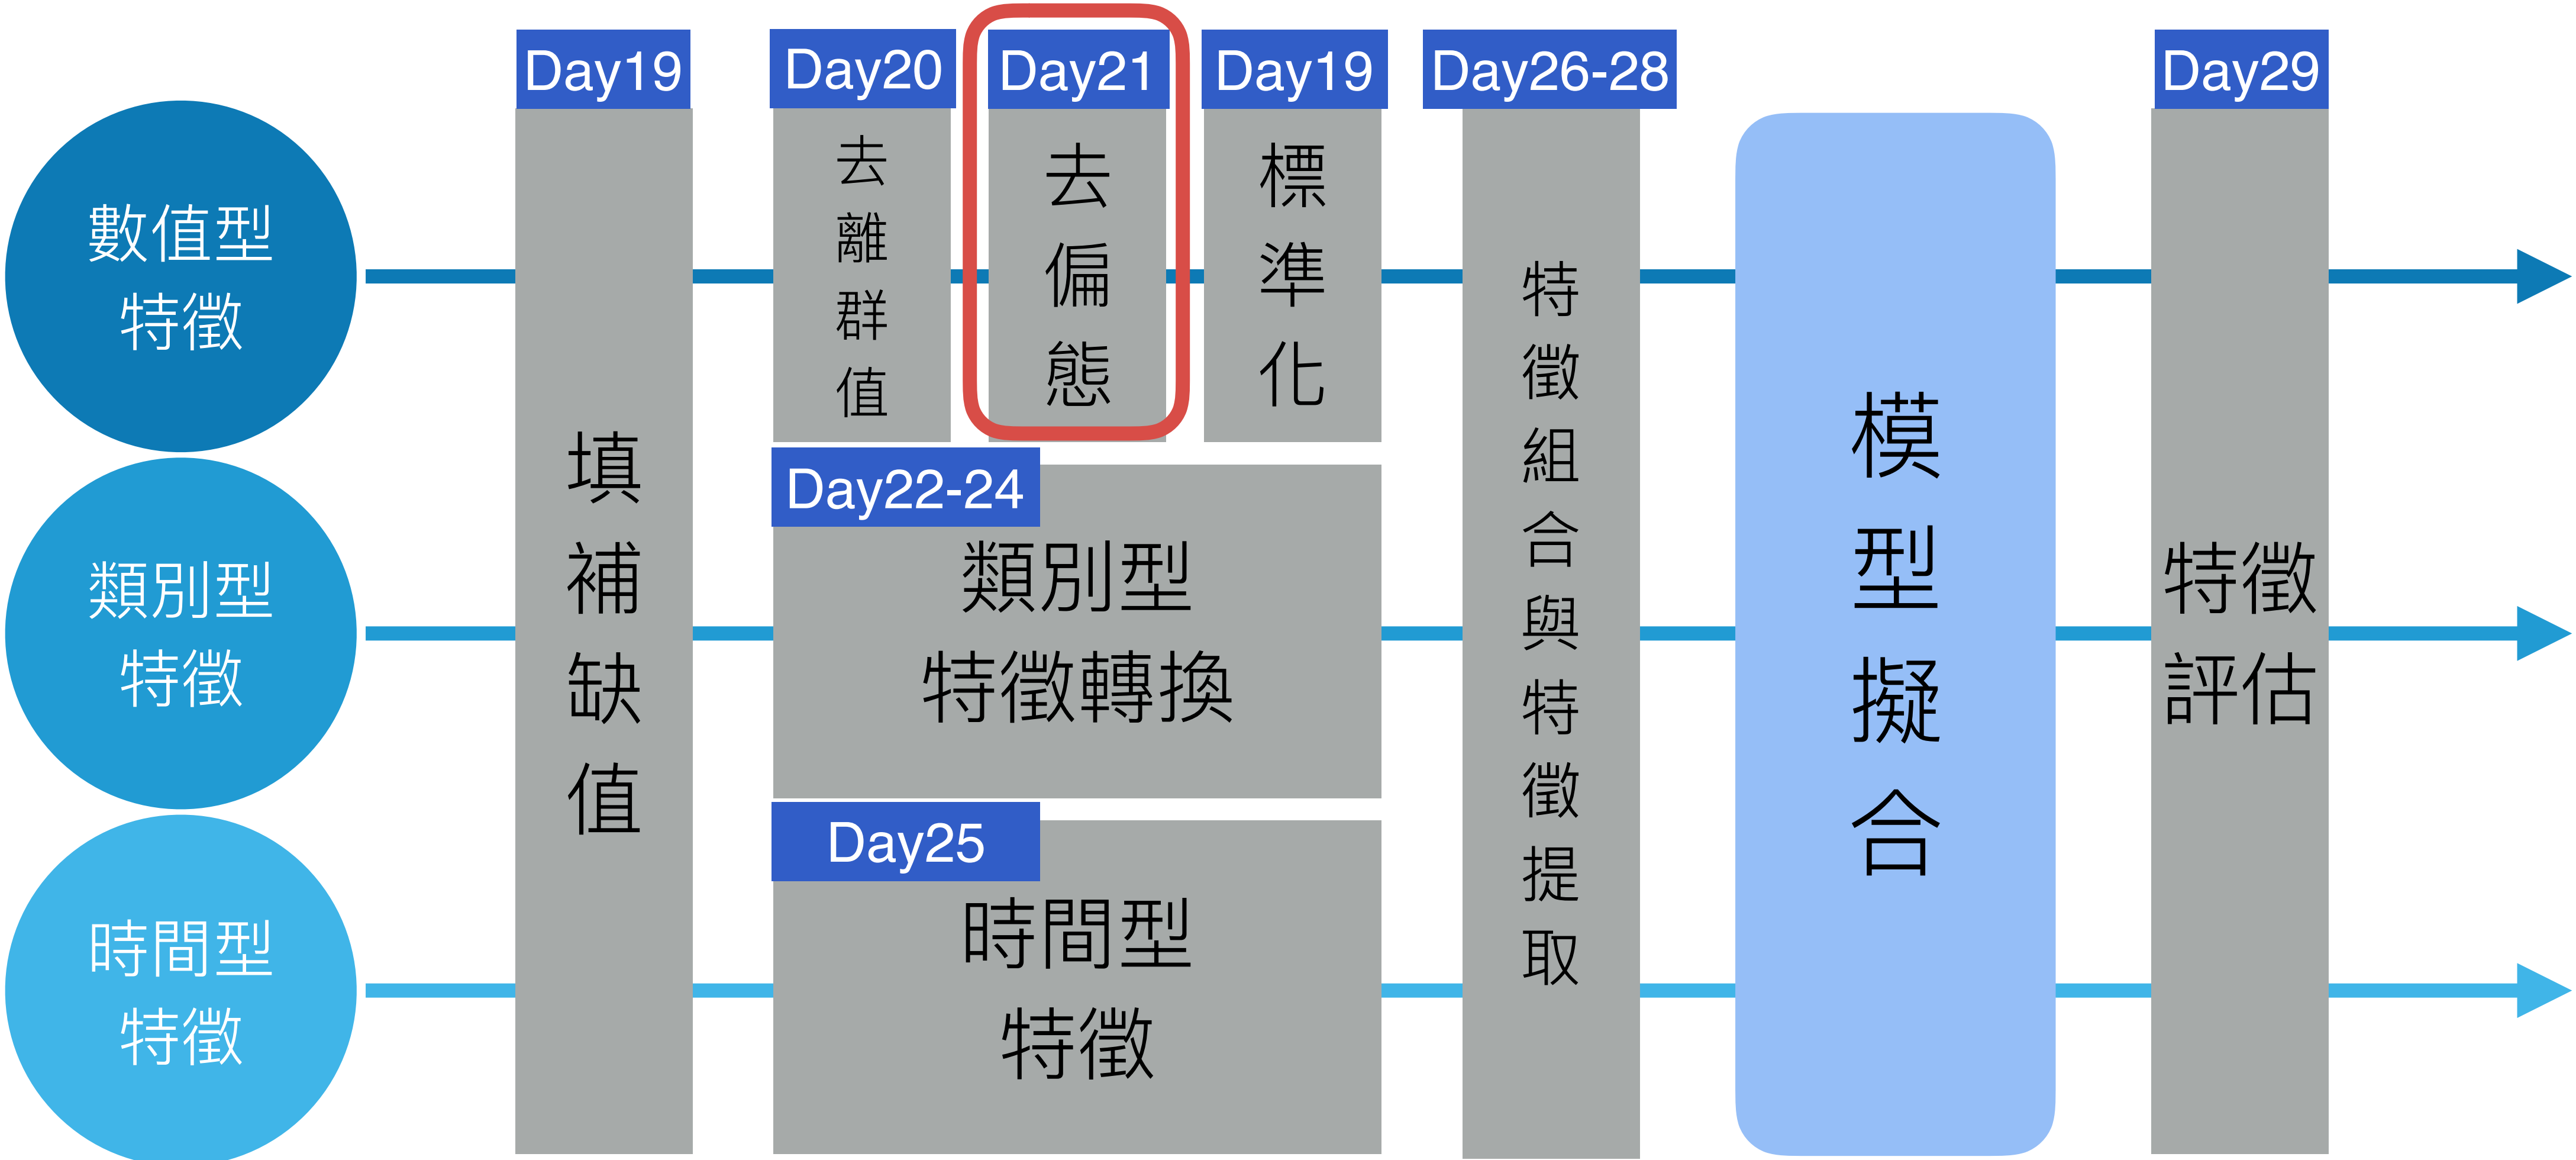 數值型
特徵
類別型
特徵
時間型
特徵
Day19
填補缺值
Day20
去離群值
Day21
去偏態
Day19
標準化
Day22-24
類別型
特徵轉換
Day25
時間型
特徵
Day26-28
特徵組合與特徵提取
模型擬合
Day29
特徵
評估